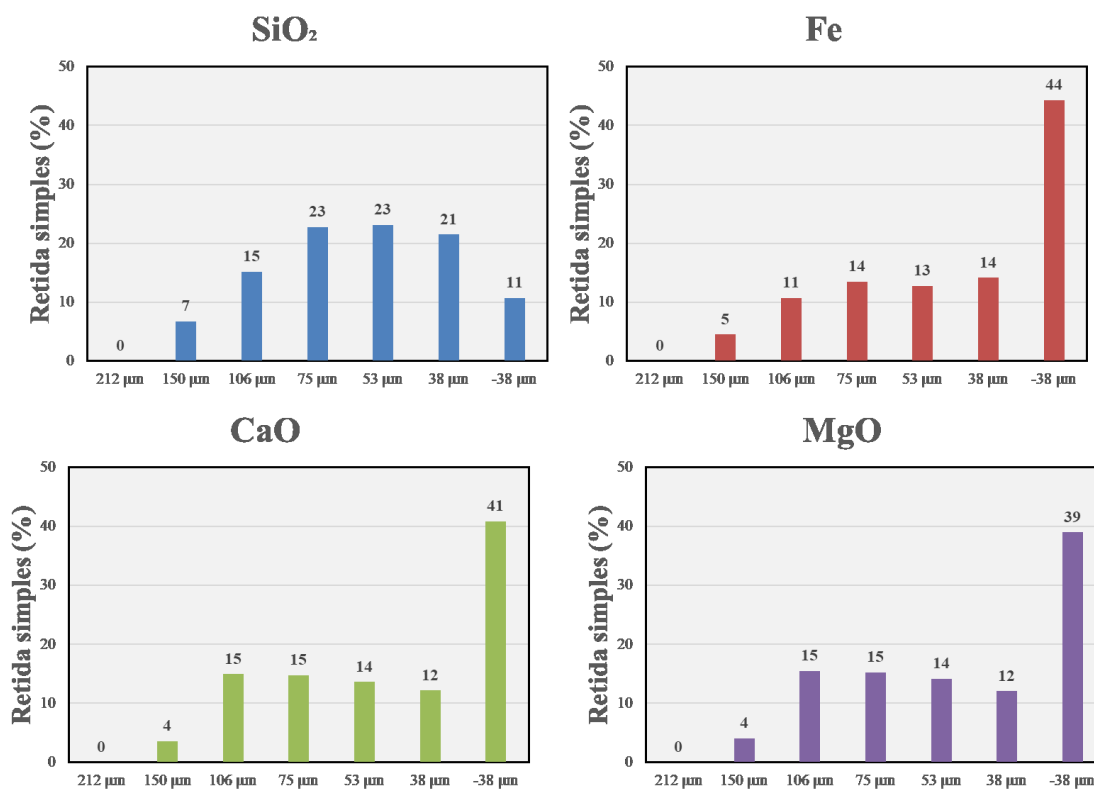 SiO₂
Retida simples (%)
50
40
30
20
10
0
0
7
15
23
23
21
11
212 µm
150 µm
106 µm
75 µm
53 µm
38 µm
-38 µm
Fe
Retida simples (%)
50
40
30
20
10
0
0
5
11
14
13
14
44
212 µm
150 µm
106 µm
75 µm
53 µm
38 µm
-38 µm
CaO
Retida simples (%)
50
40
30
20
10
0
0
4
15
15
14
12
41
212 µm
150 µm
106 µm
75 µm
53 µm
38 µm
-38 µm
MgO
Retida simples (%)
50
40
30
20
10
0
0
4
15
15
14
12
39
212 µm
150 µm
106 µm
75 µm
53 µm
38 µm
-38 µm